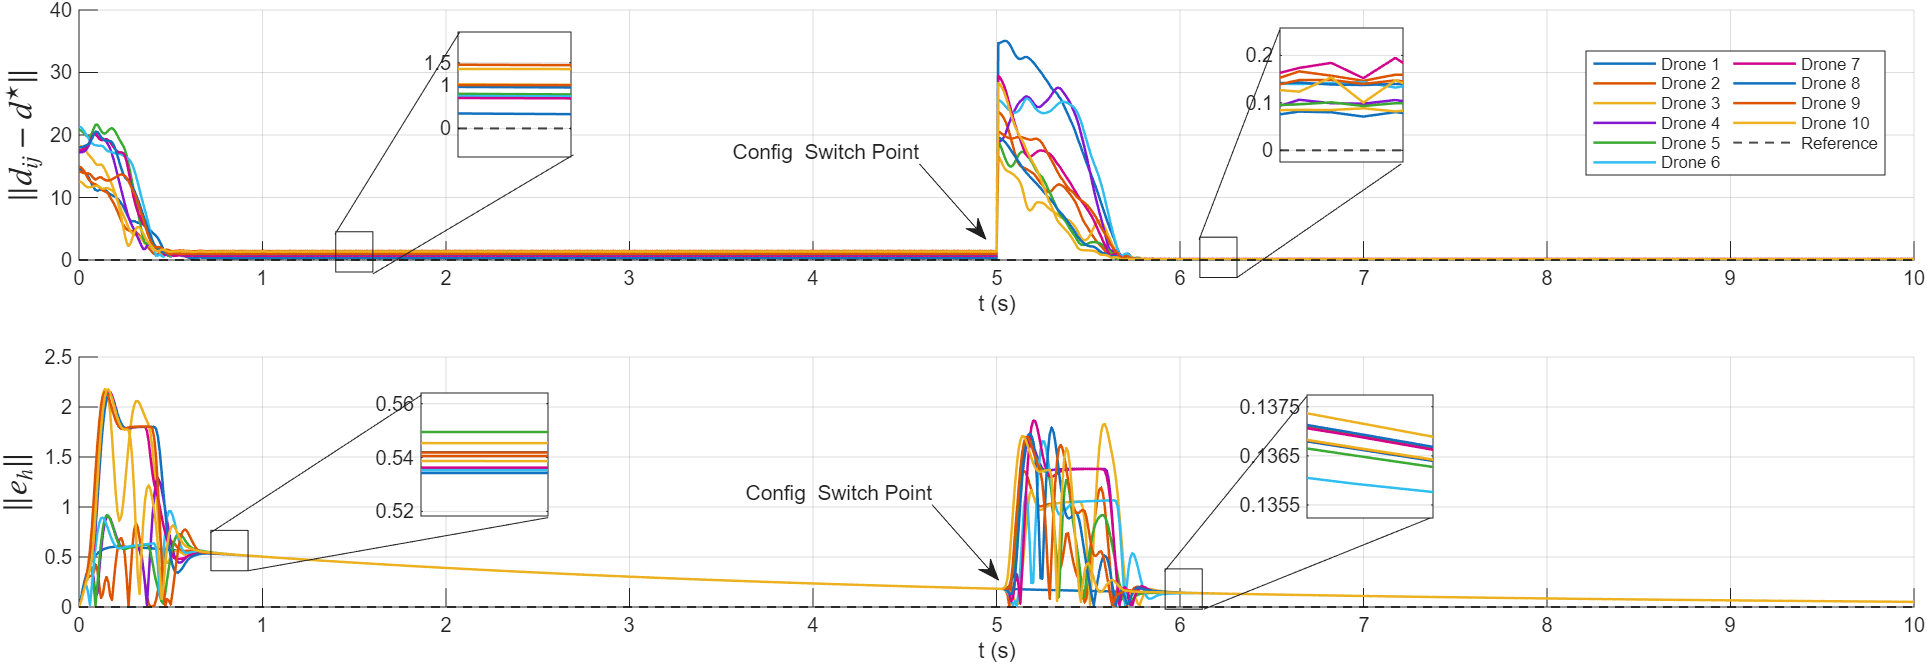 40
30
20
10
0
||d_ij − d*||
0 1 2 3 4 5 6 7 8 9 10
t (s)
1.5
1
0
Config Switch Point
0.2
0.1
0
Drone 1
Drone 2
Drone 3
Drone 4
Drone 5
Drone 6
Drone 7
Drone 8
Drone 9
Drone 10
Reference
2.5
2
1.5
1
0.5
0
||e_h||
0 1 2 3 4 5 6 7 8 9 10
t (s)
0.56
0.54
0.52
Config Switch Point
0.1375
0.1365
0.1355